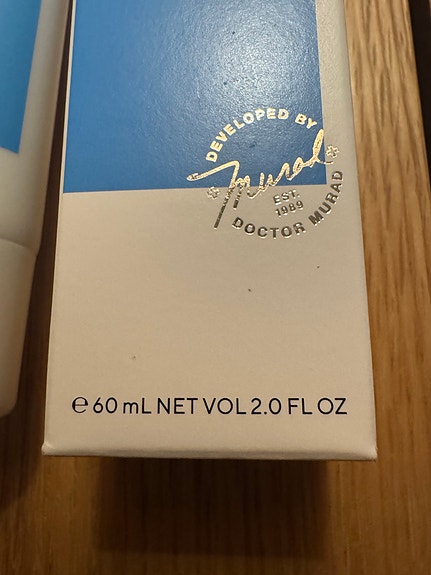 DEVELOPED BY
Murad
EST.
1989
DOCTOR MURAD
℮ 60 mL NET VOL 2.0 FL OZ